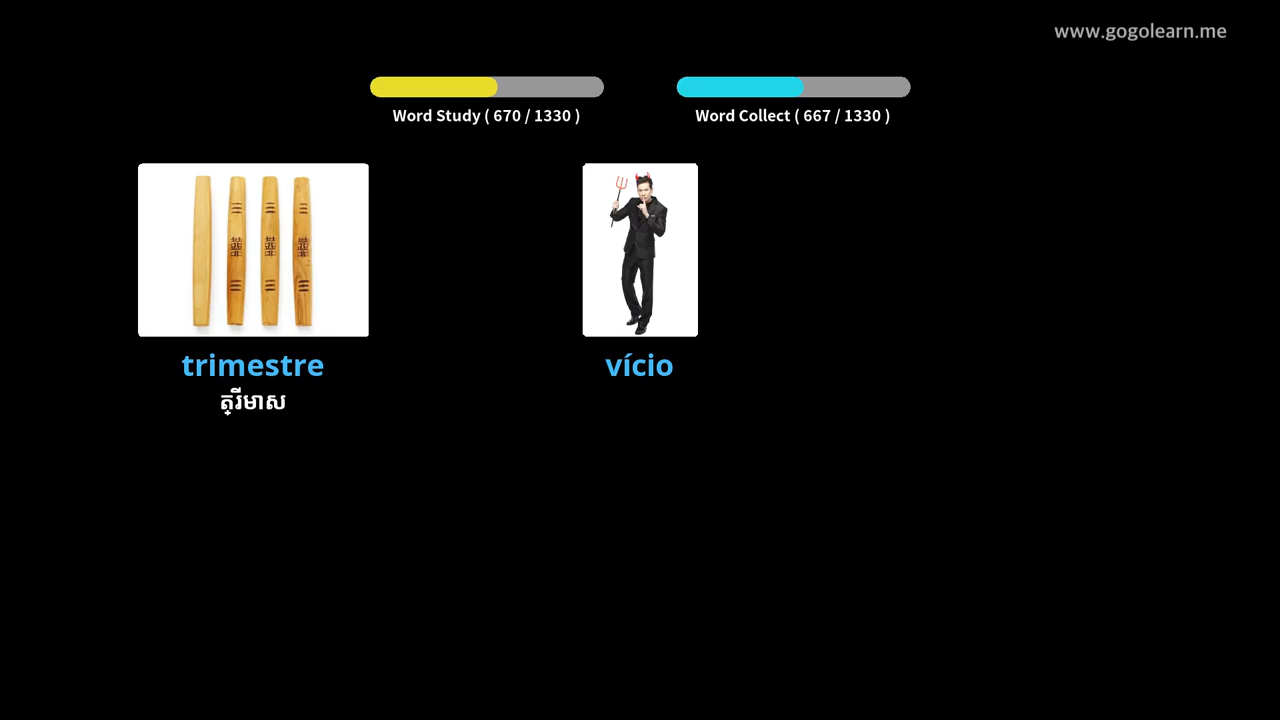 www.gogolearn.me
Word Study ( 670 / 1330 )
Word Collect ( 667 / 1330 )
trimestre
ត្រីមាស
vício